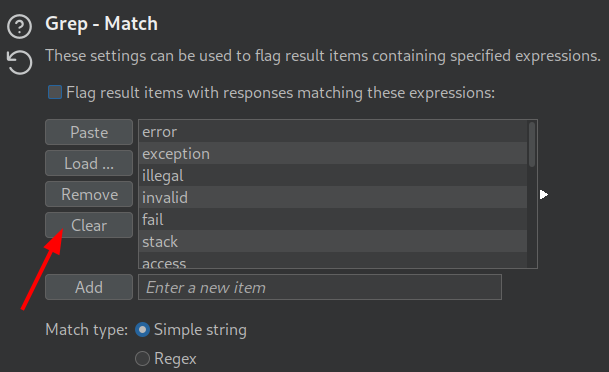 Grep - Match
These settings can be used to flag result items containing specified expressions.
Flag result items with responses matching these expressions:
Paste
Load ...
Remove
Clear
error
exception
illegal
invalid
fail
stack
access
Add
Enter a new item
Match type:
Simple string
Regex